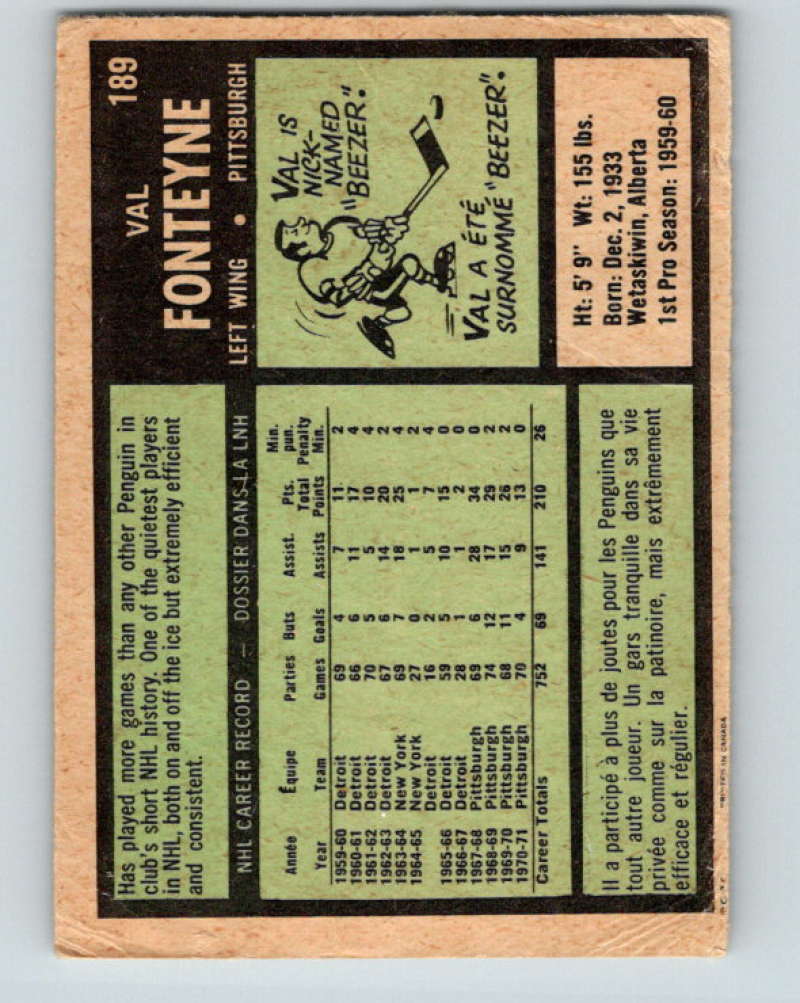 189
VAL
FONTEYNE
LEFT WING • PITTSBURGH
Has played more games than any other Penguin in
club's short NHL history. One of the quietest players
in NHL, both on and off the ice but extremely efficient
and consistent.
VAL IS
NICK-
NAMED
"BEEZER".
VAL A ÉTÉ
SURNOMMÉ "BEEZER".
Ht: 5' 9" Wt: 155 lbs.
Born: Dec. 2, 1933
Wetaskiwin, Alberta
1st Pro Season: 1959-60
NHL CAREER RECORD — DOSSIER DANS LA LNH
Année Équipe Parties Buts Assist. Pts. Total Min. pun.
Year Team Games Goals Assists Points Penalty Min.
1959-60 Detroit 69 4 7 11 2
1960-61 Detroit 66 6 11 17 4
1961-62 Detroit 70 5 5 10 4
1962-63 Detroit 67 6 14 20 2
1963-64 New York 69 7 18 25 4
1964-65 New York 27 0 1 1 2
Detroit 16 2 5 7 4
1965-66 Detroit 59 5 10 15 0
1966-67 Detroit 28 1 1 2 0
1967-68 Pittsburgh 69 6 28 34 0
1968-69 Pittsburgh 74 12 17 29 2
1969-70 Pittsburgh 68 11 15 26 2
1970-71 Pittsburgh 70 4 9 13 0
Career Totals 752 69 141 210 26
Il a participé à plus de joutes pour les Penguins que
tout autre joueur. Un gars tranquille dans sa vie
privée comme sur la patinoire, mais extrêmement
efficace et régulier.
PRINTED IN CANADA